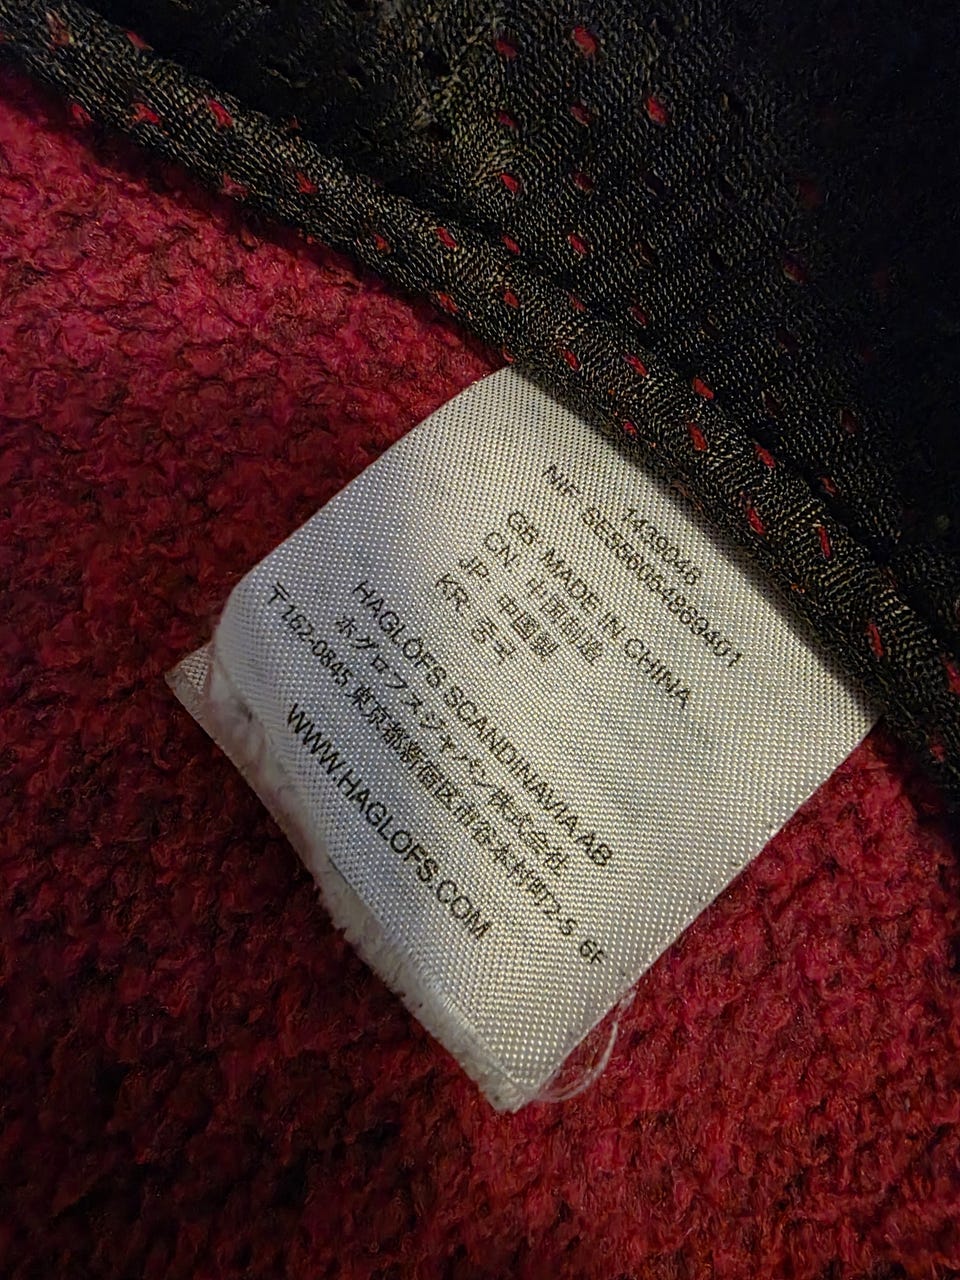 1439046
NIF SE556064869401
GB MADE IN CHINA
CN 中国制造
JP 中国製
KR 중국
HAGLÖFS SCANDINAVIA AB
ホグロフスジャパン株式会社
〒162-0845 東京都新宿区市谷本村町2-5 6F
WWW.HAGLOFS.COM